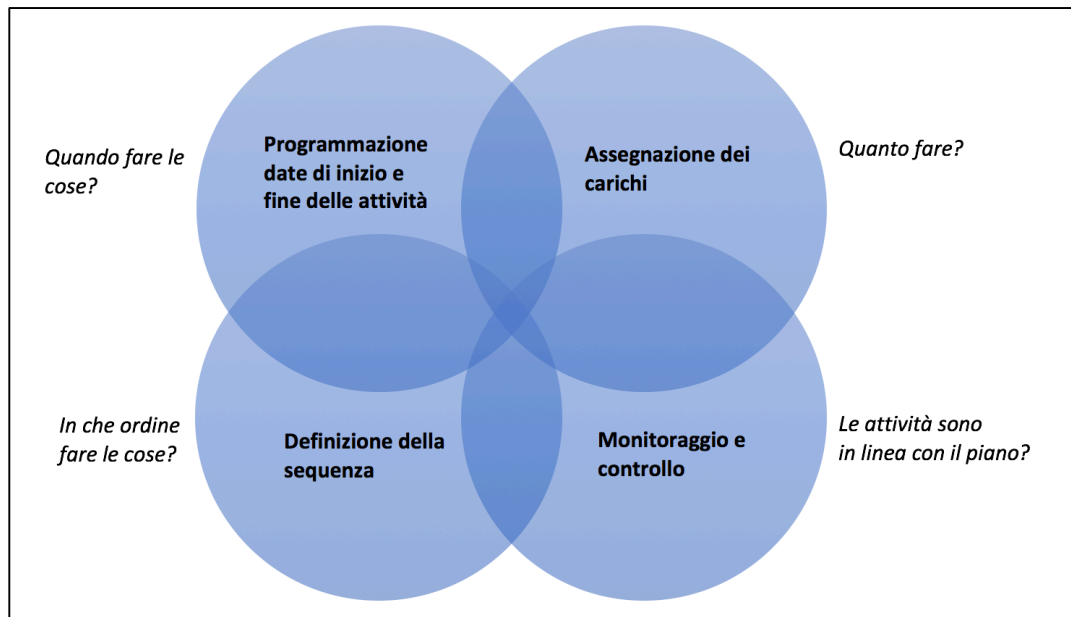 Quando fare le
cose?
Programmazione
date di inizio e
fine delle attività
Assegnazione dei
carichi
Quanto fare?
In che ordine
fare le cose?
Definizione della
sequenza
Monitoraggio e
controllo
Le attività sono
in linea con il piano?